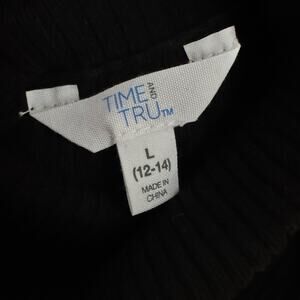 TIME AND
TRU™
L
(12-14)
MADE IN
CHINA